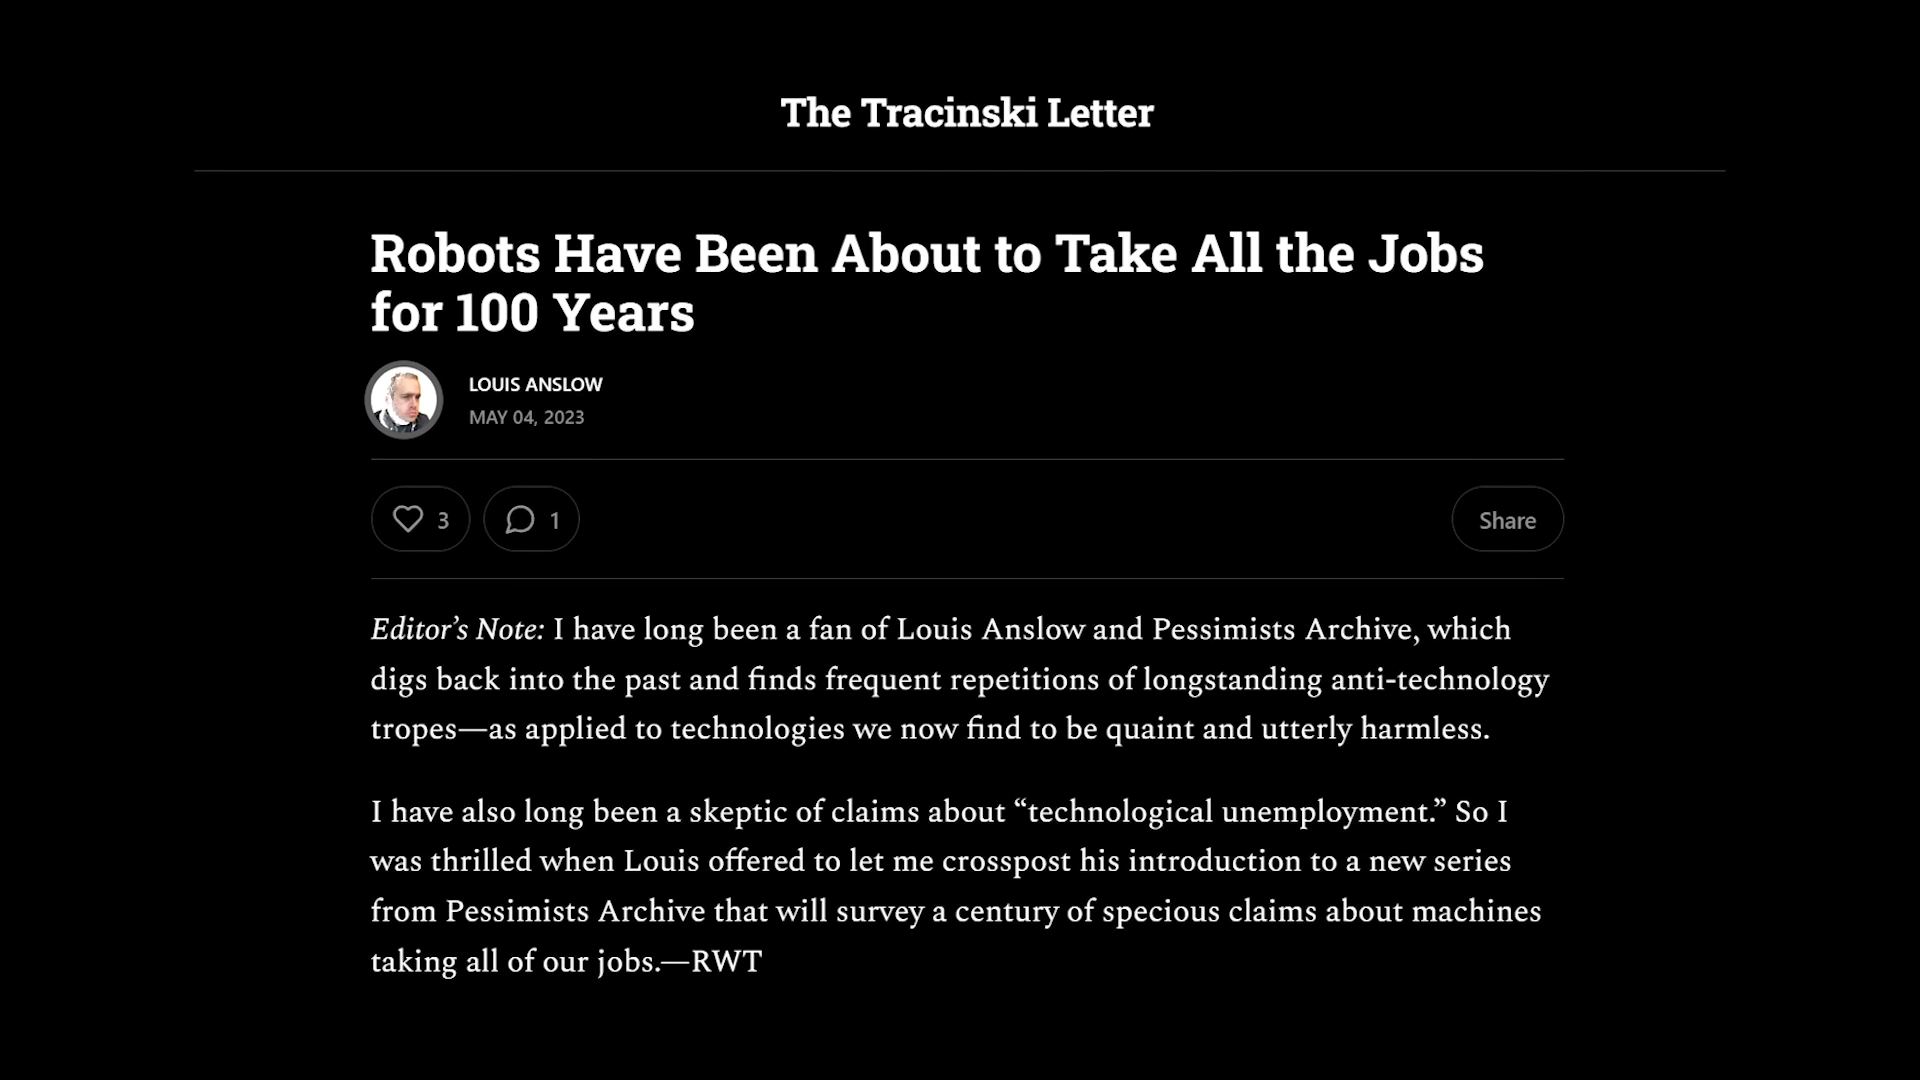 The Tracinski Letter
Robots Have Been About to Take All the Jobs
for 100 Years
LOUIS ANSLOW
MAY 04, 2023
3
1
Share
Editor’s Note: I have long been a fan of Louis Anslow and Pessimists Archive, which
digs back into the past and finds frequent repetitions of longstanding anti-technology
tropes—as applied to technologies we now find to be quaint and utterly harmless.
I have also long been a skeptic of claims about “technological unemployment.” So I
was thrilled when Louis offered to let me crosspost his introduction to a new series
from Pessimists Archive that will survey a century of specious claims about machines
taking all of our jobs.—RWT